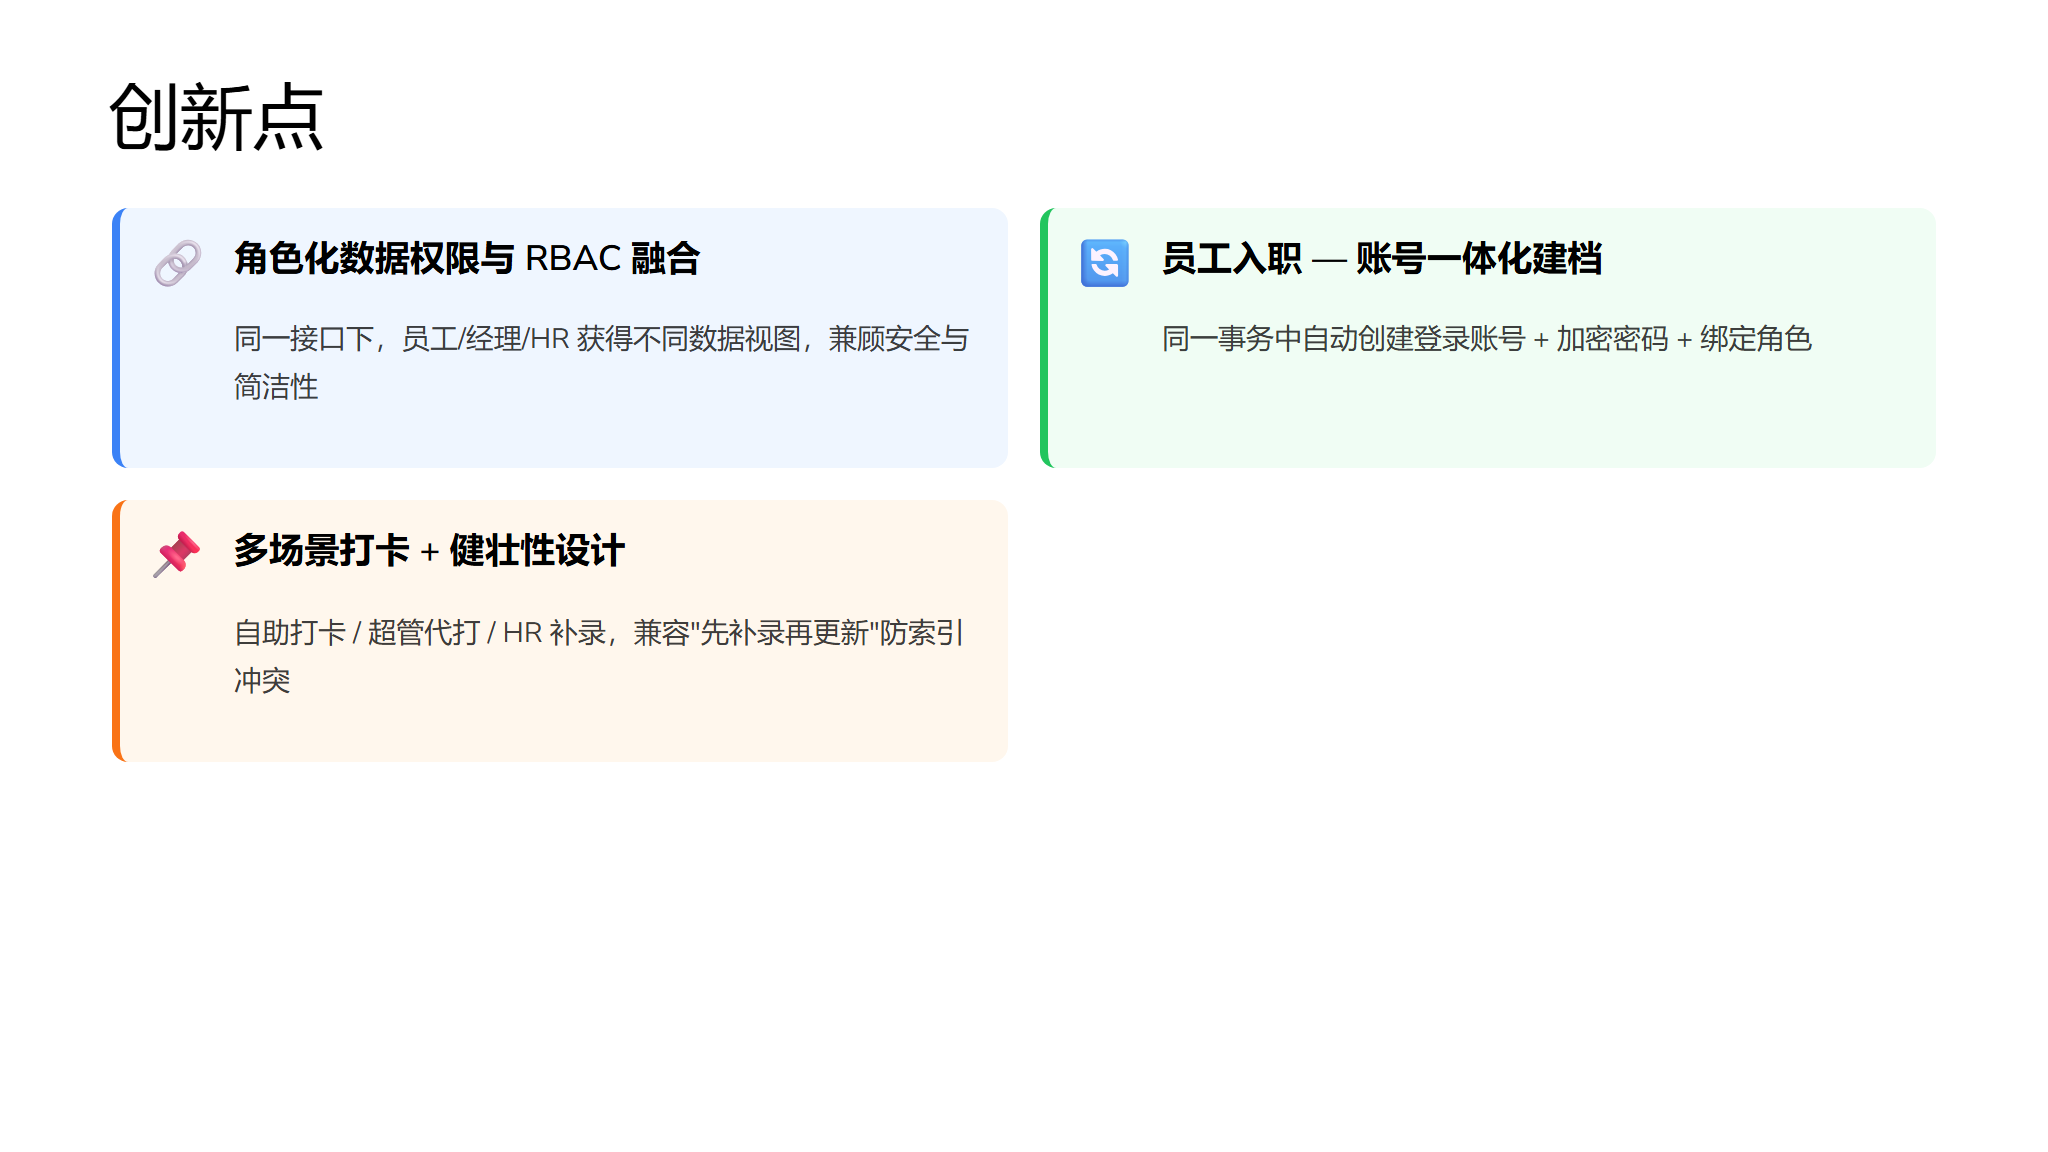 创新点
角色化数据权限与 RBAC 融合
同一接口下，员工/经理/HR 获得不同数据视图，兼顾安全与
简洁性
员工入职 — 账号一体化建档
同一事务中自动创建登录账号 + 加密密码 + 绑定角色
多场景打卡 + 健壮性设计
自助打卡 / 超管代打 / HR 补录，兼容"先补录再更新"防索引
冲突